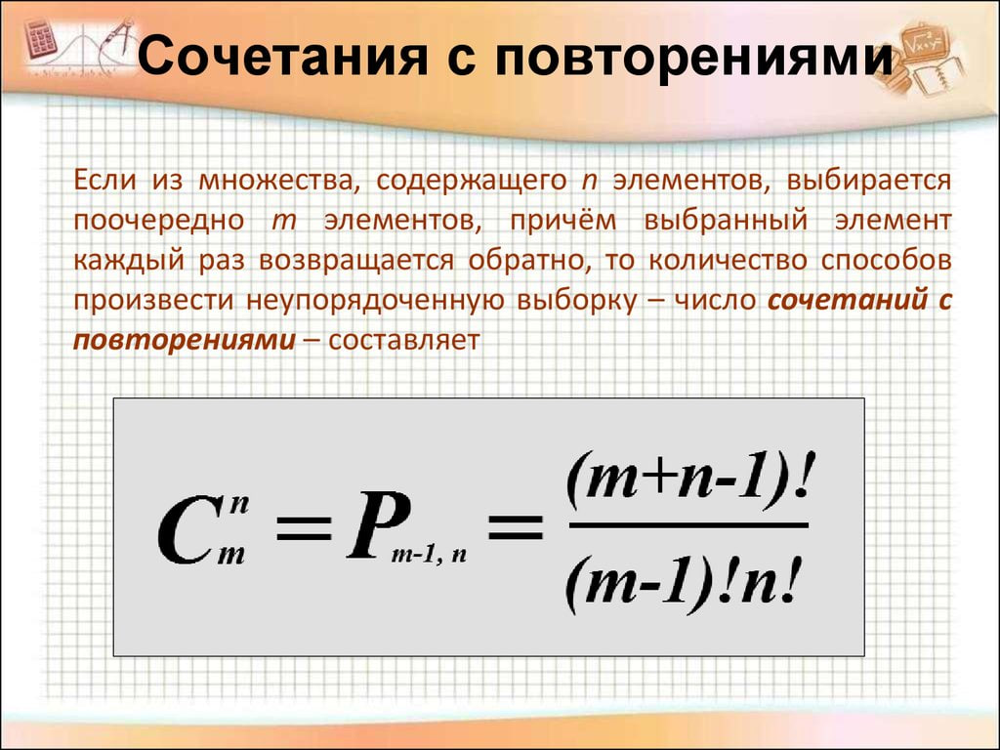 Сочетания с повторениями
Если из множества, содержащего n элементов, выбирается
поочередно m элементов, причём выбранный элемент
каждый раз возвращается обратно, то количество способов
произвести неупорядоченную выборку – число сочетаний с
повторениями – составляет
C_m^n = P_{m-1, n} = (m+n-1)! / (m-1)!n!